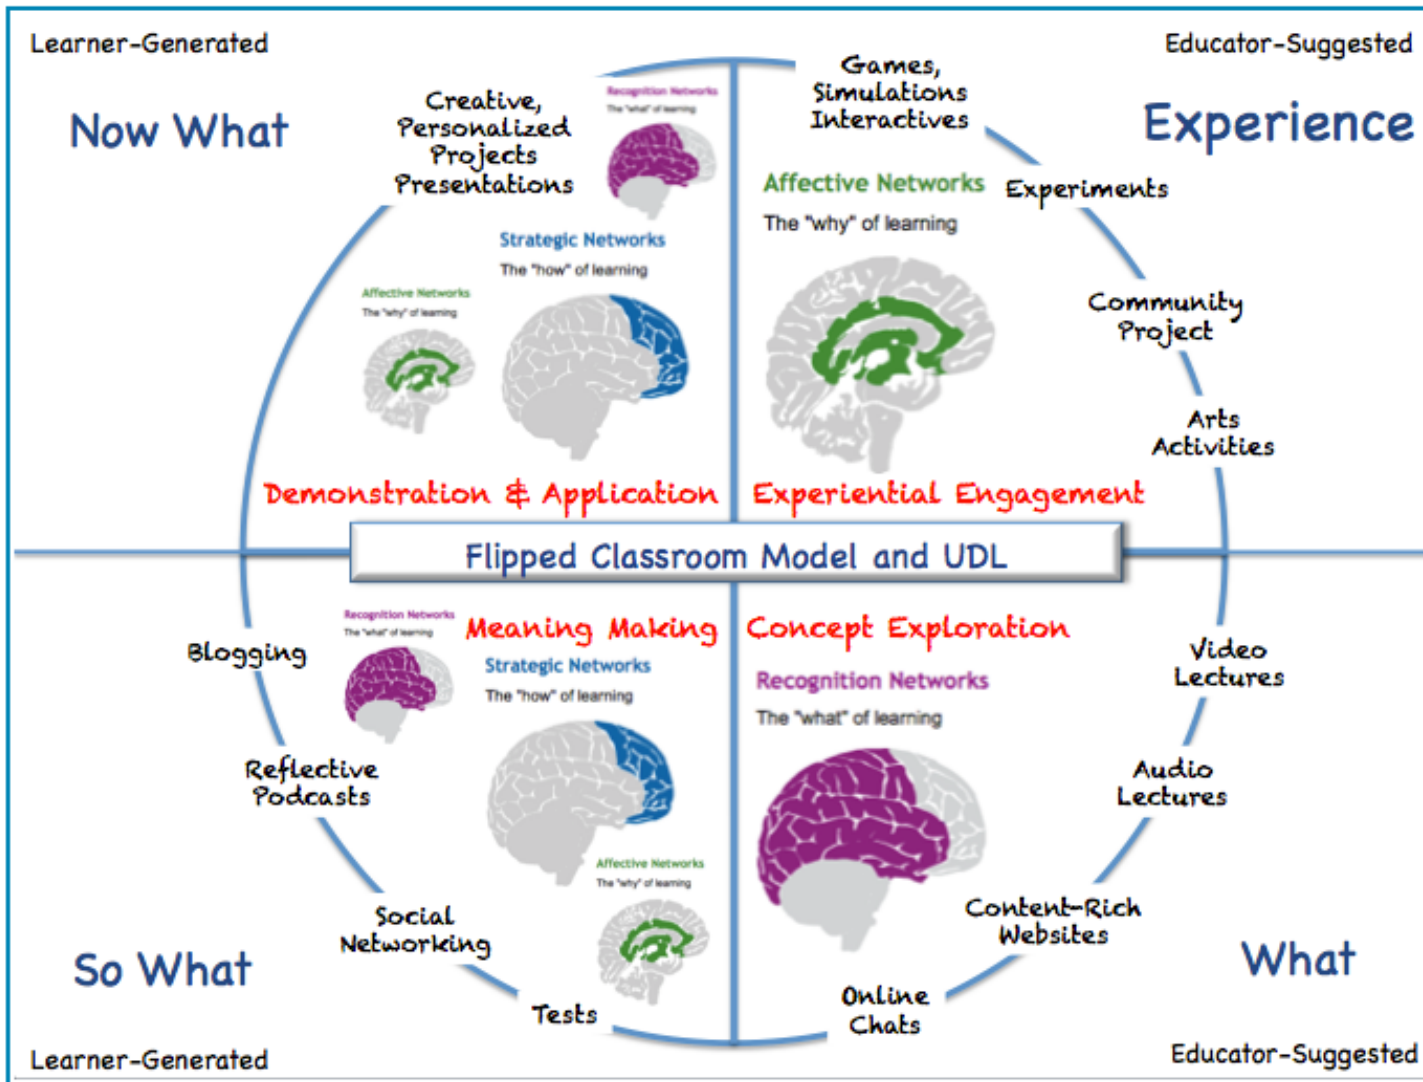 Learner-Generated
Now What
Creative,
Personalized
Projects
Presentations
Recognition Networks
The "what" of learning
Strategic Networks
The "how" of learning
Affective Networks
The "why" of learning
Demonstration & Application
Educator-Suggested
Experience
Games,
Simulations
Interactives
Affective Networks
The "why" of learning
Experiments
Community
Project
Arts
Activities
Experiential Engagement
Flipped Classroom Model and UDL
Recognition Networks
The "what" of learning
Meaning Making
Blogging
Strategic Networks
The "how" of learning
Reflective
Podcasts
Affective Networks
The "why" of learning
Social
Networking
So What
Tests
Learner-Generated
Concept Exploration
Recognition Networks
The "what" of learning
Video
Lectures
Audio
Lectures
Content-Rich
Websites
What
Online
Chats
Educator-Suggested